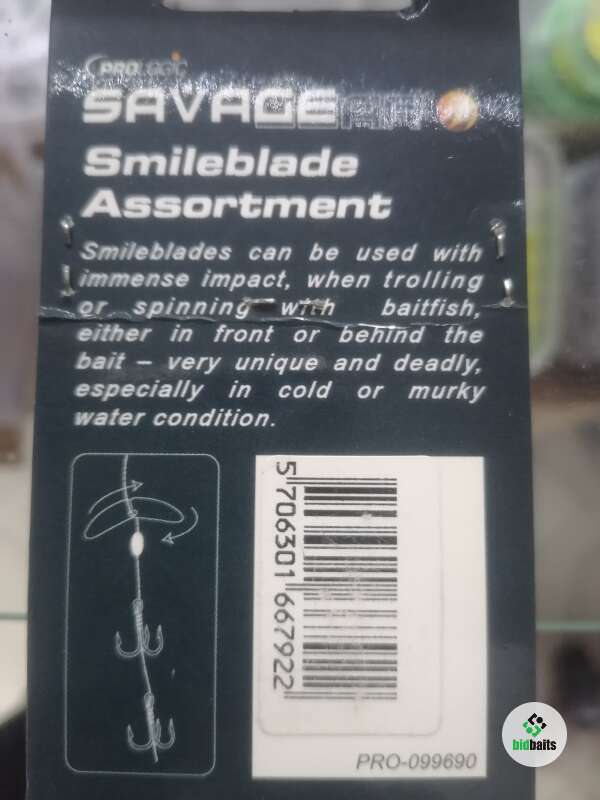 PROLOGIC
SAVAGEGEAR
Smileblade
Assortment
Smileblades can be used with
immense impact, when trolling
or spinning with baitfish,
either in front or behind the
bait – very unique and deadly,
especially in cold or murky
water condition.
5 706301 667922
PRO-099690
bidbaits